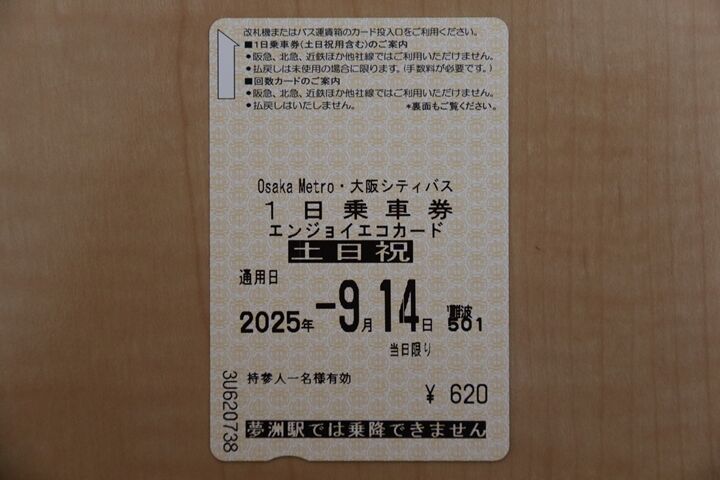 改札機またはバス運賃箱のカード投入口をご利用ください。
■1日乗車券(土日祝用含む)のご案内
●阪急、北急、近鉄ほか他社線ではご利用いただけません。
●払戻しは未使用の場合に限ります。(手数料が必要です。)
■回数カードのご案内
●阪急、北急、近鉄ほか他社線ではご利用いただけません。
●払戻しはいたしません。 *裏面もご覧ください。
Osaka Metro・大阪シティバス
1日乗車券
エンジョイエコカード
土日祝
通用日
2025年 -9月14日 難波501
当日限り
持参人一名様有効
¥ 620
3U620738
夢洲駅では乗降できません